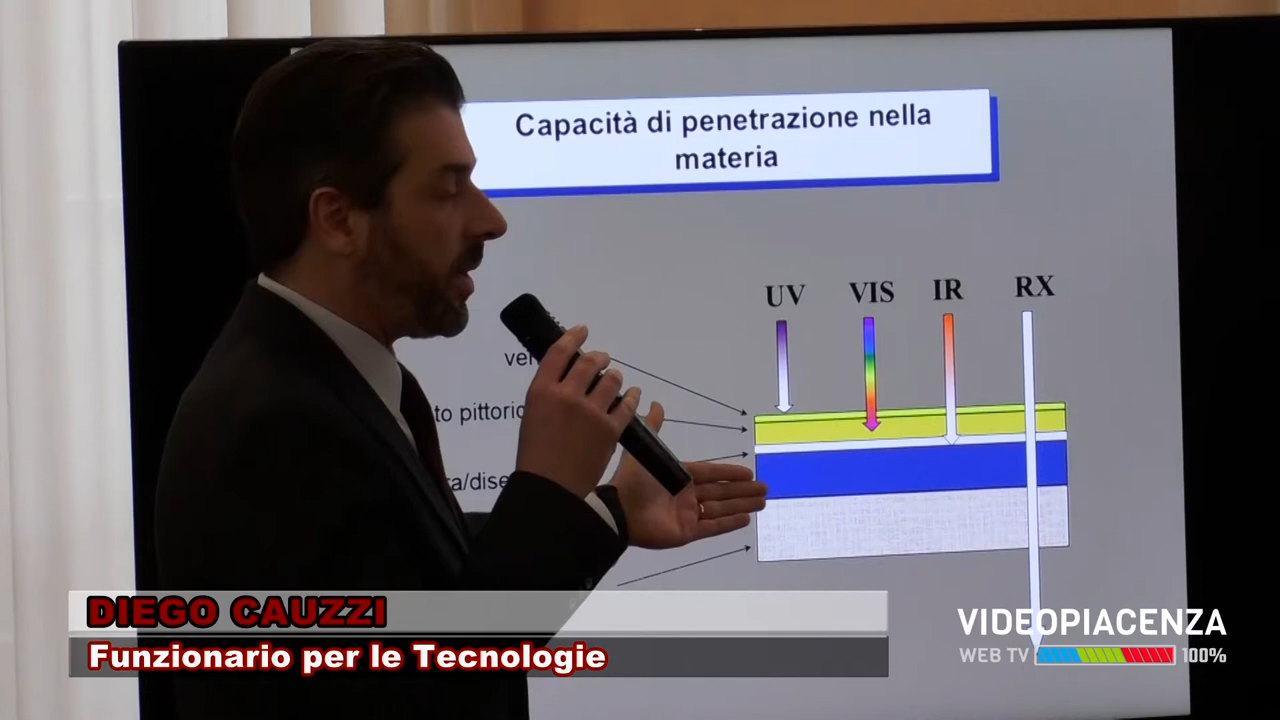 Capacità di penetrazione nella
materia
UV VIS IR RX
DIEGO CAUZZI
Funzionario per le Tecnologie
VIDEOPIACENZA
WEB TV 100%